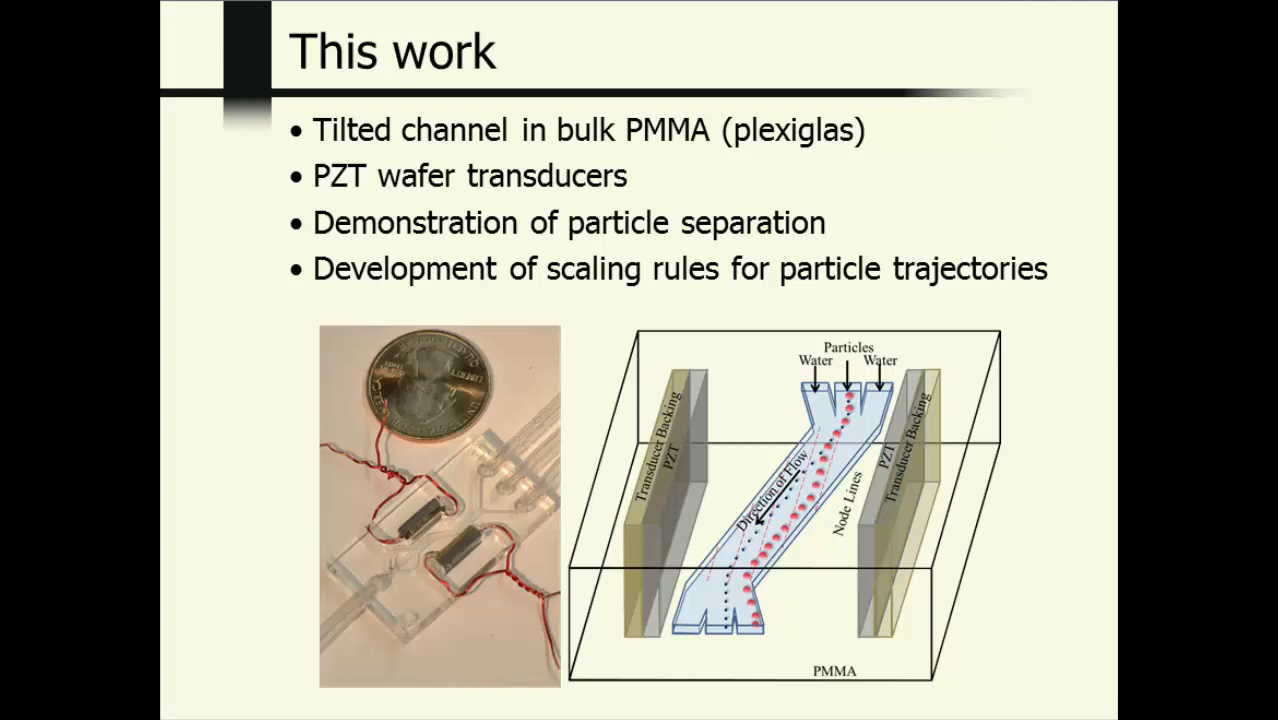 This work
• Tilted channel in bulk PMMA (plexiglas)
• PZT wafer transducers
• Demonstration of particle separation
• Development of scaling rules for particle trajectories
Particles
Water
Water
Transducer Backing
PZT
Direction of Flow
Node Lines
PZT
Transducer Backing
PMMA
LIBERTY